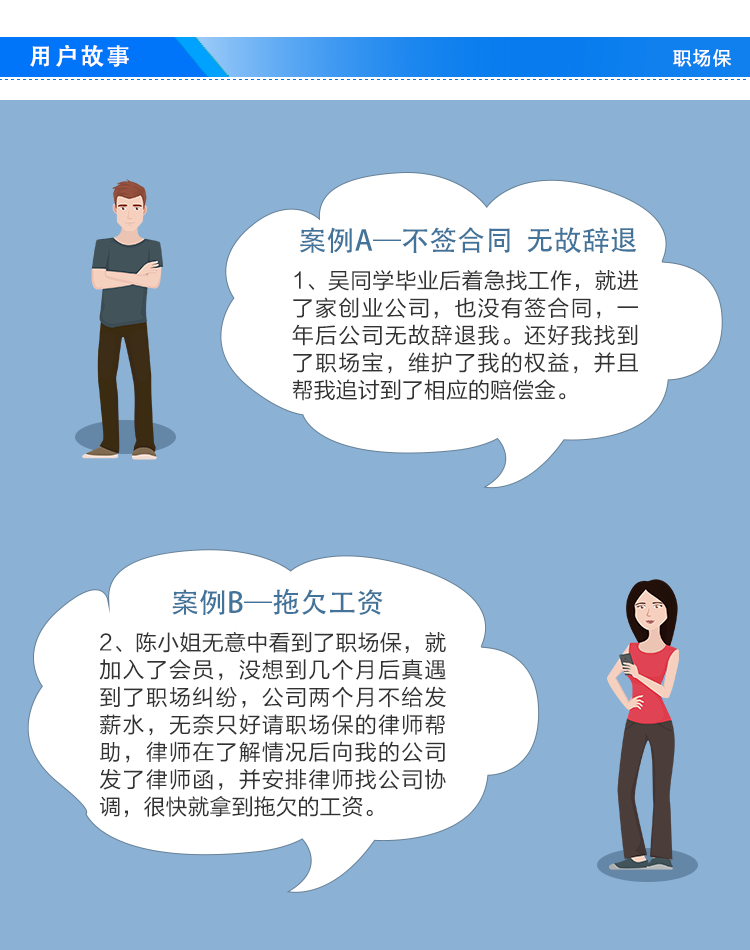 用户故事
职场保
案例A—不签合同 无故辞退
1、吴同学毕业后着急找工作，就进
了家创业公司，也没有签合同，一
年后公司无故辞退我。还好我找到
了职场宝，维护了我的权益，并且
帮我追讨到了相应的赔偿金。
案例B—拖欠工资
2、陈小姐无意中看到了职场保，就
加入了会员，没想到几个月后真遇
到了职场纠纷，公司两个月不给发
薪水，无奈只好请职场保的律师帮
助，律师在了解情况后向我的公司
发了律师函，并安排律师找公司协
调，很快就拿到拖欠的工资。